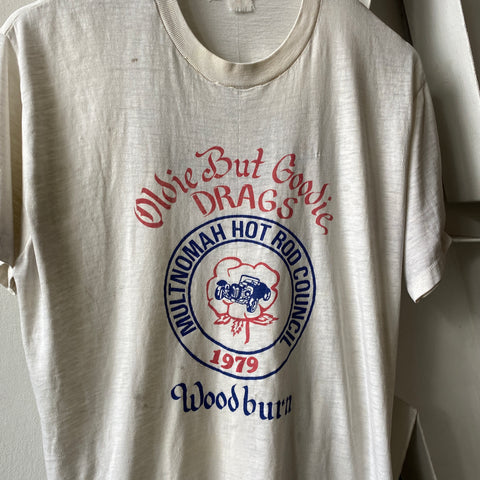 Oldie But Goodie
DRAGS
MULTNOMAH HOT ROD COUNCIL
1979
Woodburn